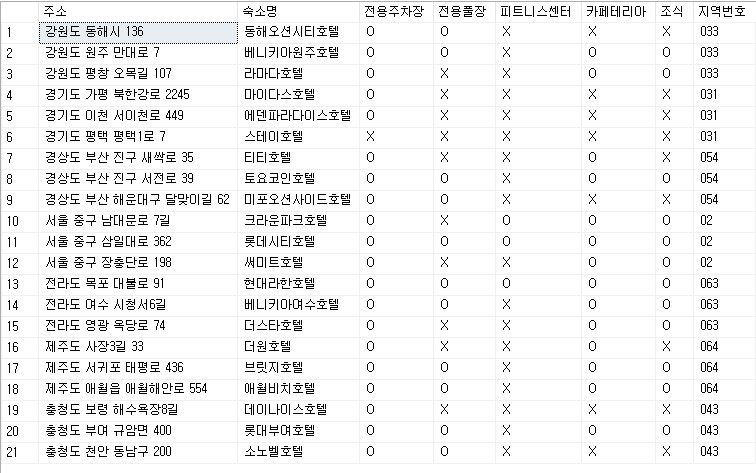 주소 숙소명 전용주차장 전용풀장 피트니스센터 카페테리아 조식 지역번호
1 강원도 동해시 136 동해오션시티호텔 O O X X X 033
2 강원도 원주 만대로 7 베니키아원주호텔 O O X O O 033
3 강원도 평창 오목길 107 라마다호텔 O X X O O 033
4 경기도 가평 북한강로 2245 마이다스호텔 O X X X X 031
5 경기도 이천 서이천로 449 에덴파라다이스호텔 O X X X X 031
6 경기도 평택 평택1로 7 스테이호텔 X X X X X 031
7 경상도 부산 진구 새싹로 35 티티호텔 O X X O X 054
8 경상도 부산 진구 서전로 39 토요코인호텔 O O X O O 054
9 경상도 부산 해운대구 달맞이길 62 미포오션사이드호텔 O O X X X 054
10 서울 중구 남대문로 7길 크라운파크호텔 O X O O O 02
11 서울 중구 삼일대로 362 롯데시티호텔 O O O O O 02
12 서울 중구 장충단로 198 써미트호텔 O X X O O 02
13 전라도 목포 대불로 91 현대라한호텔 O O O O O 063
14 전라도 여수 시청서6길 베니키아여수호텔 O O X O O 063
15 전라도 영광 옥당로 74 더스타호텔 O X X O O 063
16 제주도 사장3길 33 더원호텔 O X X O X 064
17 제주도 서귀포 태평로 436 브릿지호텔 O O X O O 064
18 제주도 애월읍 애월해안로 554 애월비치호텔 O O X O O 064
19 충청도 보령 해수욕장8길 데이나이스호텔 O X X X X 043
20 충청도 부여 규암면 400 롯대부여호텔 O O X O O 043
21 충청도 천안 동남구 200 소노벨호텔 O O X X X 043